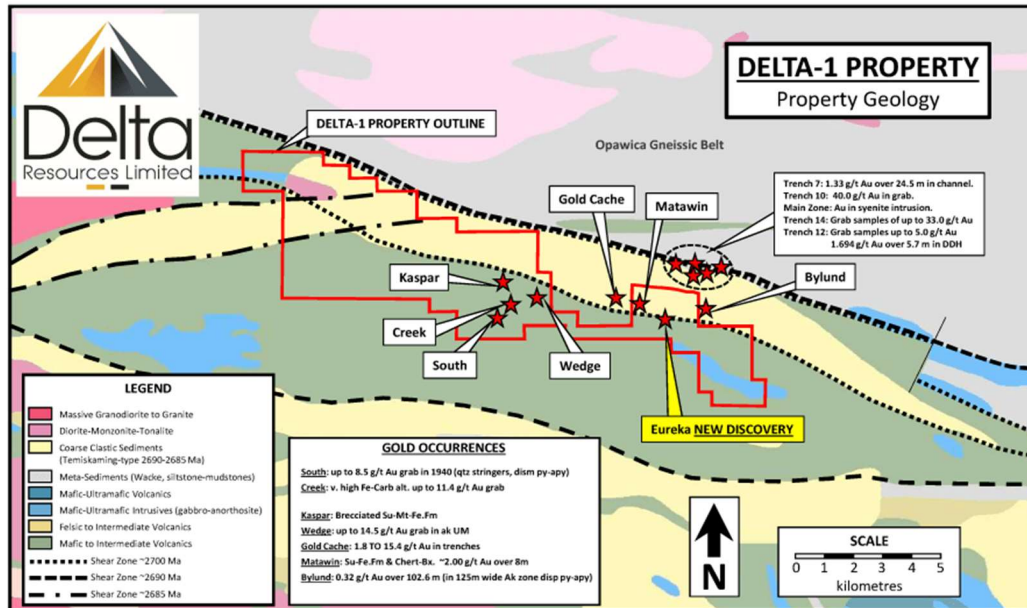 Delta
Resources Limited
DELTA-1 PROPERTY
Property Geology
DELTA-1 PROPERTY OUTLINE
Opawica Gneissic Belt
Trench 7: 1.33 g/t Au over 24.5 m in channel.
Trench 10: 40.0 g/t Au in grab.
Main Zone: Au in syenite intrusion.
Trench 14: Grab samples of up to 33.0 g/t Au
Trench 12: Grab samples up to 5.0 g/t Au
1.694 g/t Au over 5.7 m in DDH
Gold Cache
Matawin
Kaspar
Bylund
Creek
South
Wedge
Eureka NEW DISCOVERY
LEGEND
Massive Granodiorite to Granite
Diorite-Monzonite-Tonalite
Coarse Clastic Sediments
(Temiskaming-type 2690-2685 Ma)
Meta-Sediments (Wacke, siltstone-mudstones)
Mafic-Ultramafic Volcanics
Mafic-Ultramafic Intrusives (gabbro-anorthosite)
Felsic to Intermediate Volcanics
Mafic to Intermediate Volcanics
Shear Zone ~2700 Ma
Shear Zone ~2690 Ma
Shear Zone ~2685 Ma
GOLD OCCURRENCES
South: up to 8.5 g/t Au grab in 1940 (qtz stringers, dism py-apy)
Creek: v. high Fe-Carb alt. up to 11.4 g/t Au grab
Kaspar: Brecciated Su-Mt-Fe.Fm
Wedge: up to 14.5 g/t Au grab in ak UM
Gold Cache: 1.8 TO 15.4 g/t Au in trenches
Matawin: Su-Fe.Fm & Chert-Bx. ~2.00 g/t Au over 8m
Bylund: 0.32 g/t Au over 102.6 m (in 125m wide Ak zone disp py-apy)
N
SCALE
0 1 2 3 4 5
kilometres